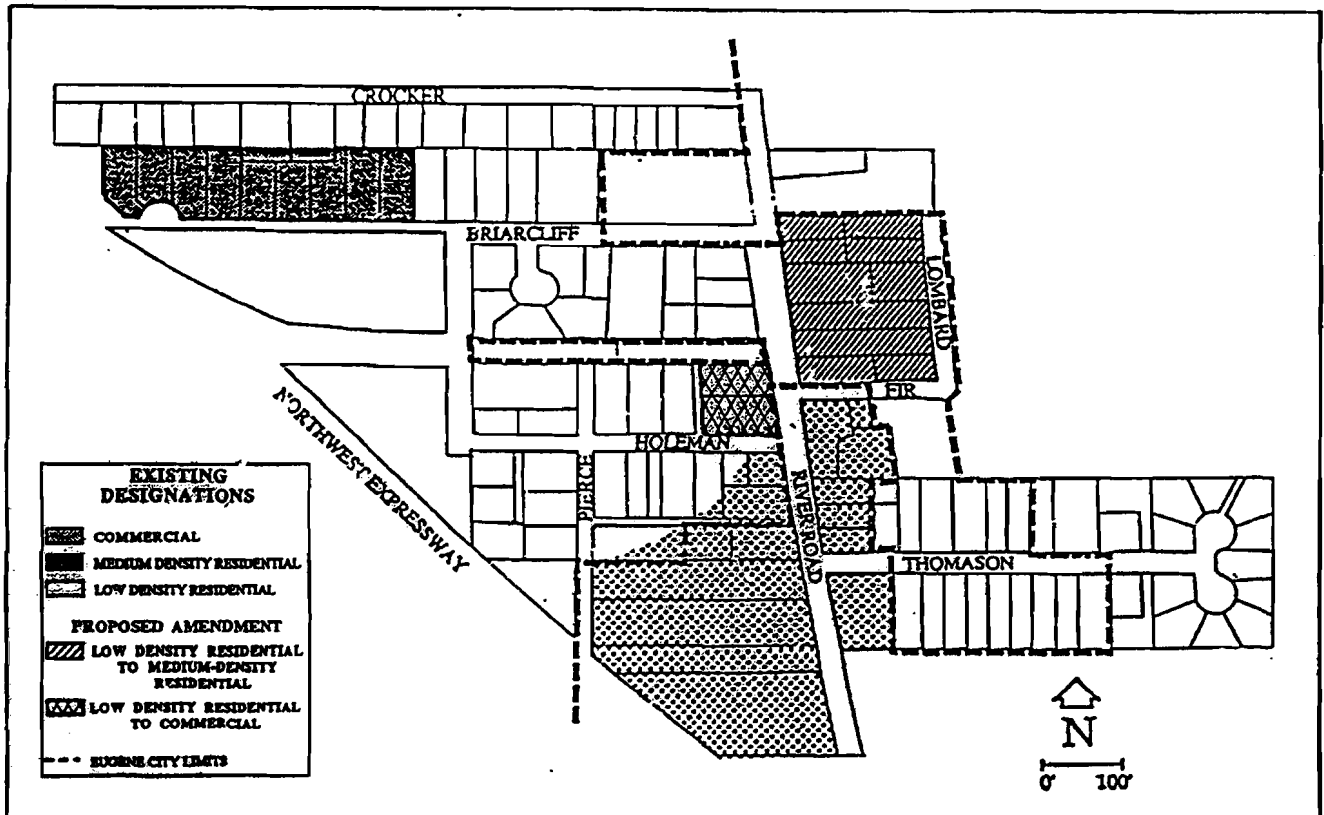 CROCKER
BRIARCLIFF
LOMBARD
FIR
HOLEMAN
PIERCE
RIVER ROAD
NORTHWEST EXPRESSWAY
THOMASON
EXISTING
DESIGNATIONS
COMMERCIAL
MEDIUM DENSITY RESIDENTIAL
LOW DENSITY RESIDENTIAL
PROPOSED AMENDMENT
LOW DENSITY RESIDENTIAL
TO MEDIUM-DENSITY
RESIDENTIAL
LOW DENSITY RESIDENTIAL
TO COMMERCIAL
EUGENE CITY LIMITS
N
0' 100'